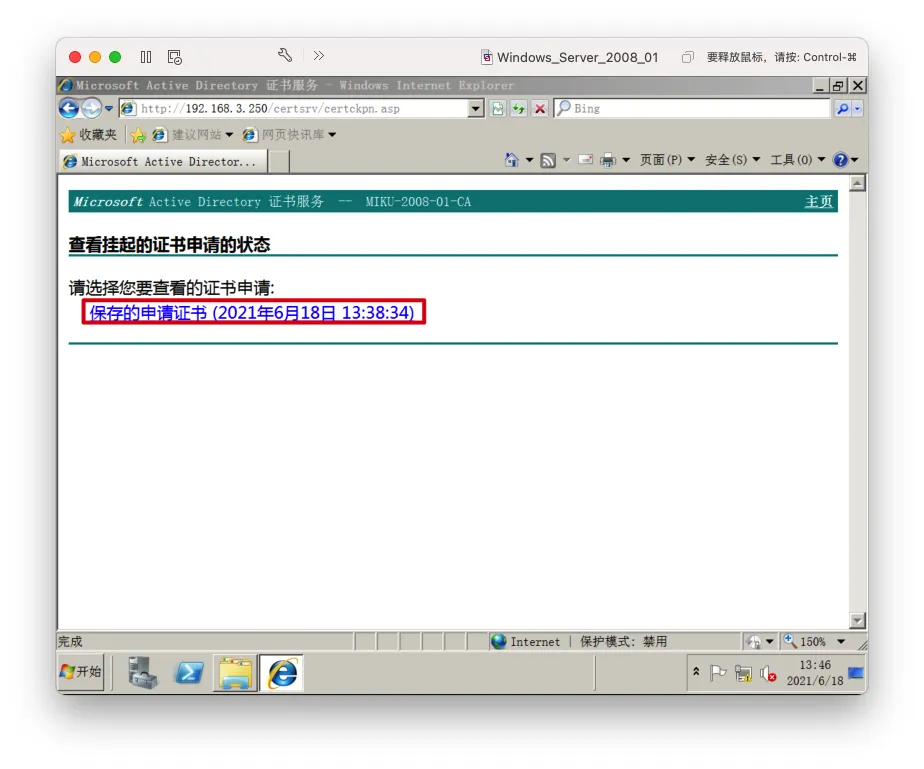 Windows_Server_2008_01
要释放鼠标，请按: Control-⌘
Microsoft Active Directory 证书服务 - Windows Internet Explorer
http://192.168.3.250/certsrv/certckpn.asp
Bing
收藏夹
建议网站
网页快讯库
Microsoft Active Director...
页面(P)
安全(S)
工具(O)
Microsoft Active Directory 证书服务 -- MIKU-2008-01-CA
主页
查看挂起的证书申请的状态
请选择您要查看的证书申请:
保存的申请证书 (2021年6月18日 13:38:34)
完成
Internet | 保护模式: 禁用
150%
开始
13:46
2021/6/18